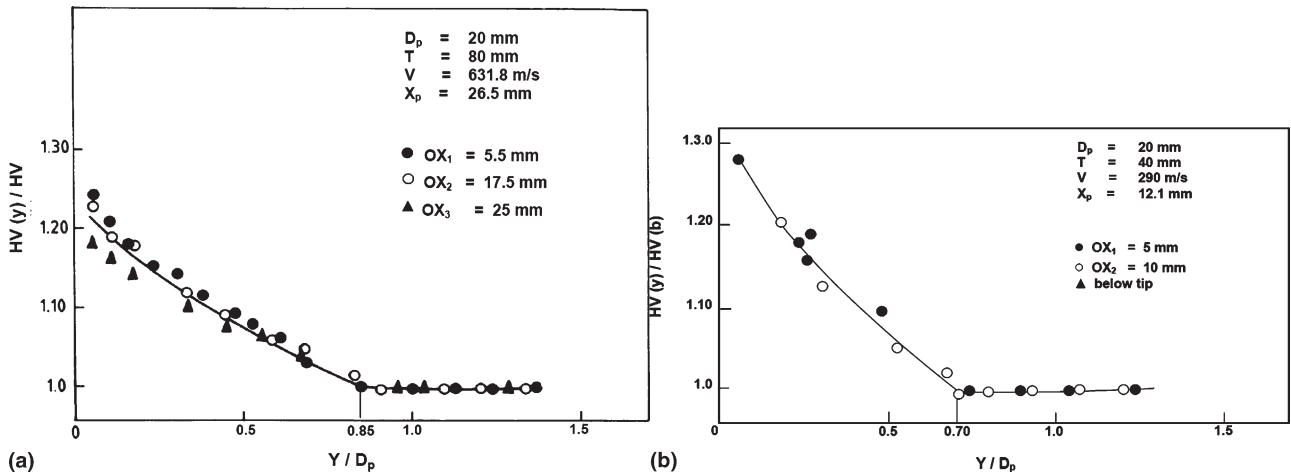 Dp = 20 mm
T = 80 mm
V = 631.8 m/s
Xp = 26.5 mm
OX1 = 5.5 mm
OX2 = 17.5 mm
OX3 = 25 mm
1.30
1.20
1.10
1.0
HV (y) / HV
0
0.5
0.85
1.0
1.5
Y / Dp
(a)
Dp = 20 mm
T = 40 mm
V = 290 m/s
Xp = 12.1 mm
OX1 = 5 mm
OX2 = 10 mm
below tip
1.3.0
1.20
1.10
1.0
HV (y) / HV (b)
0
0.5
0.70
1.0
1.5
Y/ Dp
(b)